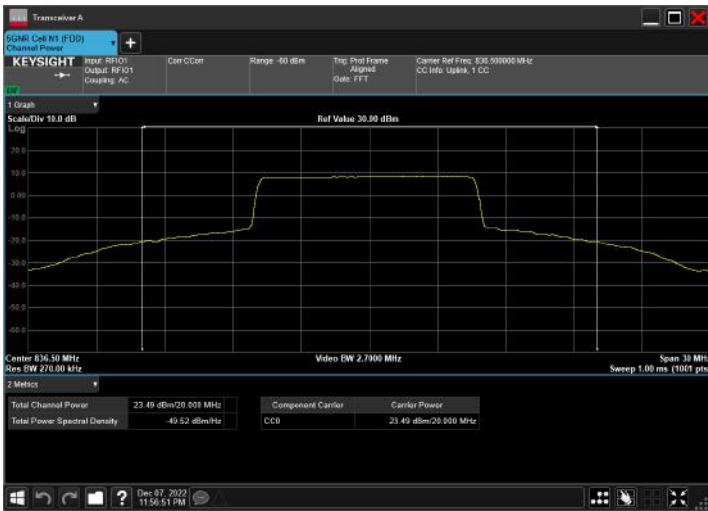 Transceiver A
5GNR Cell N1 (FDD)
Channel Power
KEYSIGHT
Input: RFIO1
Output: RFIO1
Coupling: AC
Corr CCorr
Range -60 dBm
Trig: Prot Frame
Aligned
Gate: FFT
Carrier Ref Freq: 836.500000 MHz
CC Info: Uplink, 1 CC
1 Graph
Scale/Div 10.0 dB
Ref Value 30.00 dBm
Log
20.0
10.0
0.00
-10.0
-20.0
-30.0
-40.0
-50.0
-60.0
Center 836.50 MHz
Video BW 2.7000 MHz
Span 30 MHz
Res BW 270.00 kHz
Sweep 1.00 ms (1001 pts
2 Metrics
Total Channel Power 23.49 dBm/20.000 MHz
Total Power Spectral Density -49.52 dBm/Hz
Component Carrier Carrier Power
CC0 23.49 dBm/20.000 MHz
Dec 07, 2022
11:56:51 PM